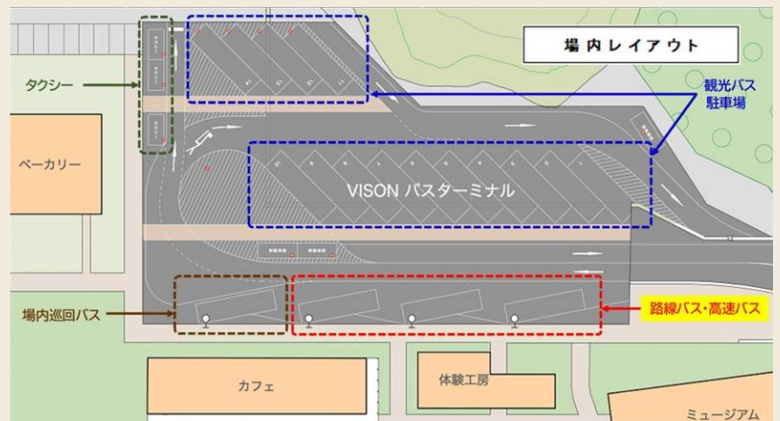 場内レイアウト
タクシー
観光バス
駐車場
ベーカリー
VISON バスターミナル
場内巡回バス
路線バス・高速バス
カフェ
体験工房
ミュージアム